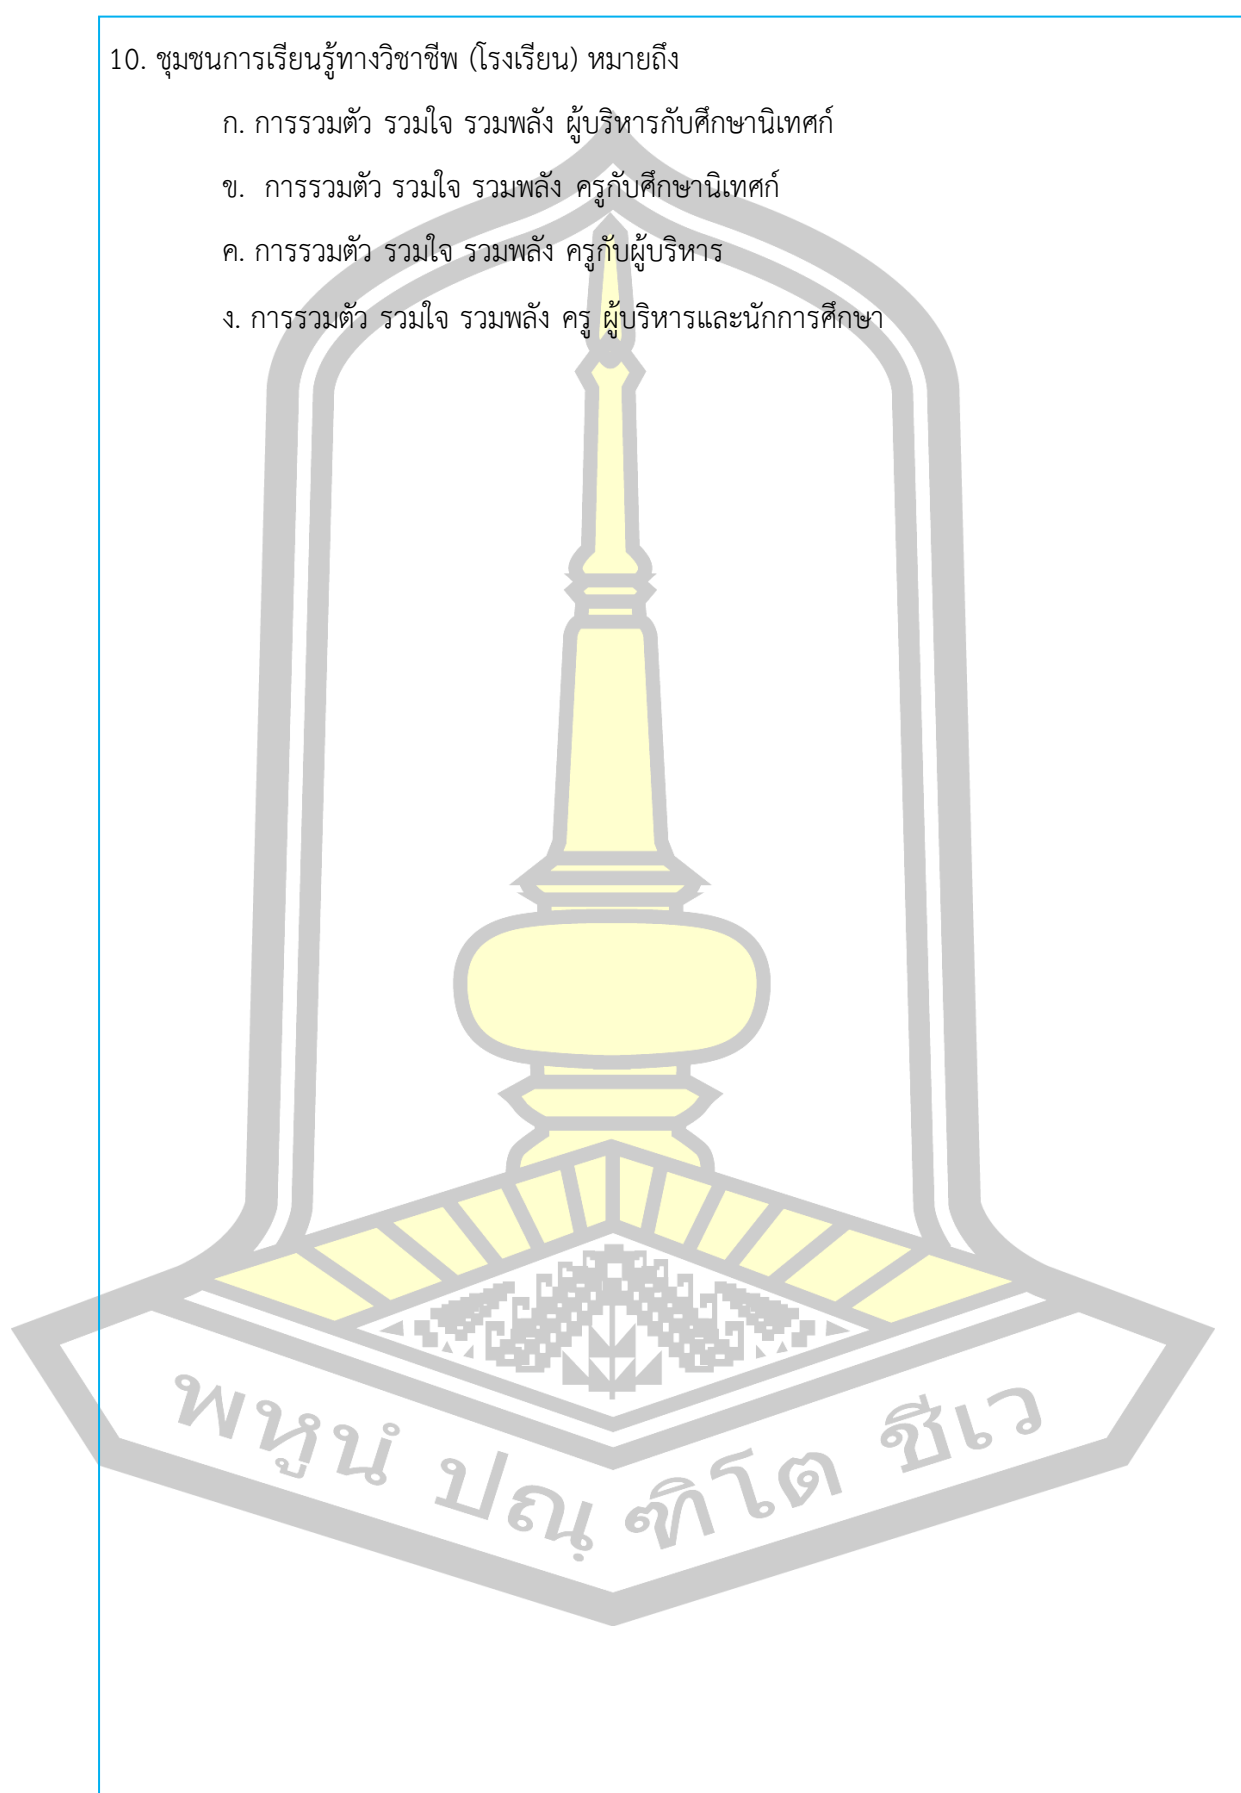 10. ชุมชนการเรียนรู้ทางวิชาชีพ (โรงเรียน) หมายถึง
ก. การรวมตัว รวมใจ รวมพลัง ผู้บริหารกับศึกษานิเทศก์
ข. การรวมตัว รวมใจ รวมพลัง ครูกับศึกษานิเทศก์
ค. การรวมตัว รวมใจ รวมพลัง ครูกับผู้บริหาร
ง. การรวมตัว รวมใจ รวมพลัง ครู ผู้บริหารและนักการศึกษา
พหูนํ ปณฺฑิโต ชีเว